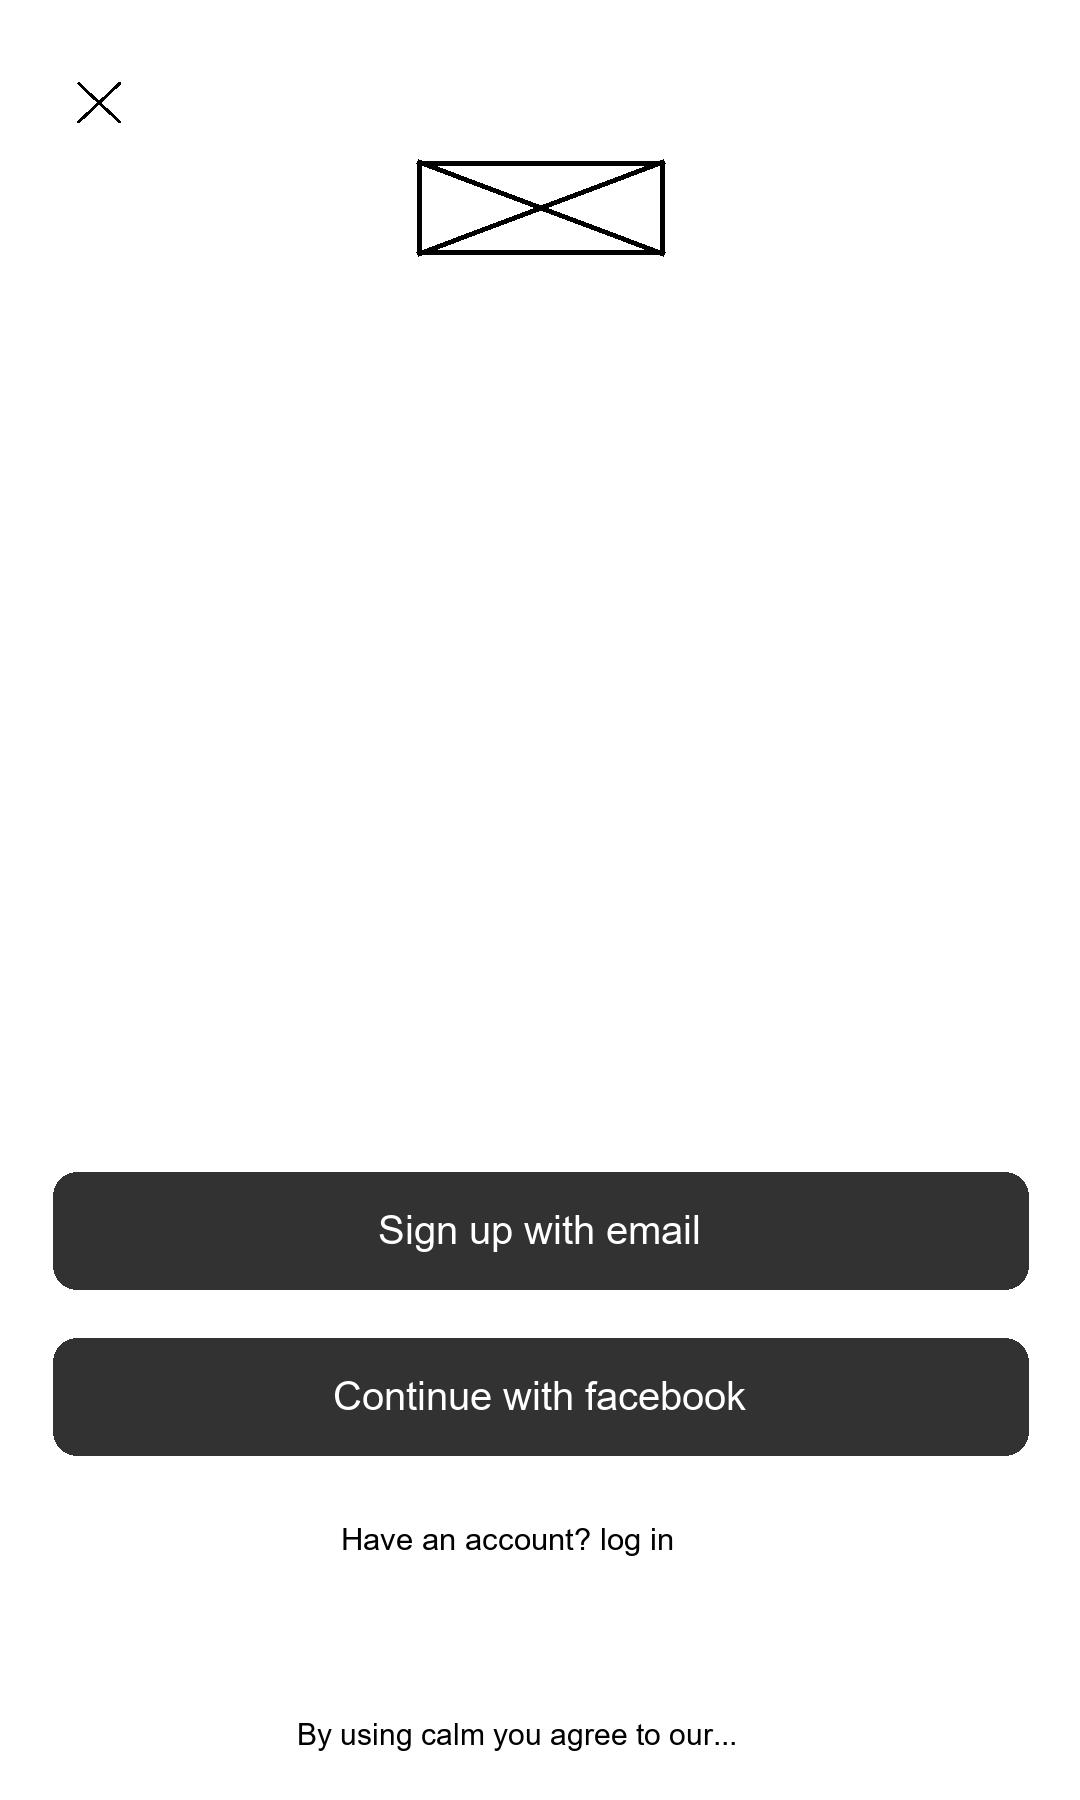 Sign up with email
Continue with facebook
Have an account? log in
By using calm you agree to our...